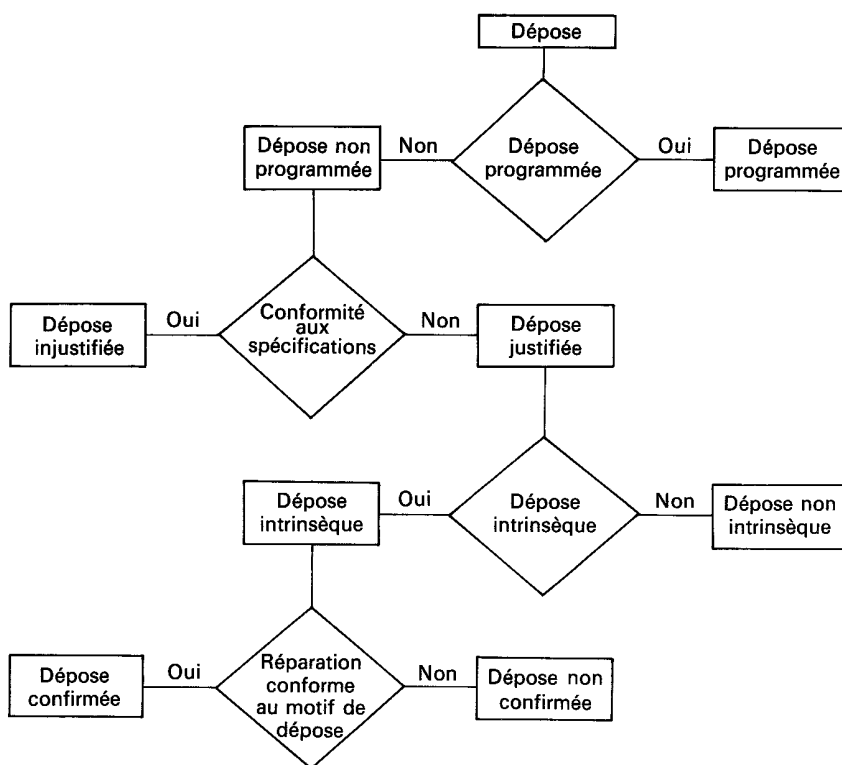 Dépose
Dépose non
programmée
Non
Dépose
programmée
Oui
Dépose
programmée
Dépose
injustifiée
Oui
Conformité
aux
spécifications
Non
Dépose
justifiée
Dépose
intrinsèque
Oui
Dépose
intrinsèque
Non
Dépose non
intrinsèque
Dépose
confirmée
Oui
Réparation
conforme
au motif de
dépose
Non
Dépose non
confirmée